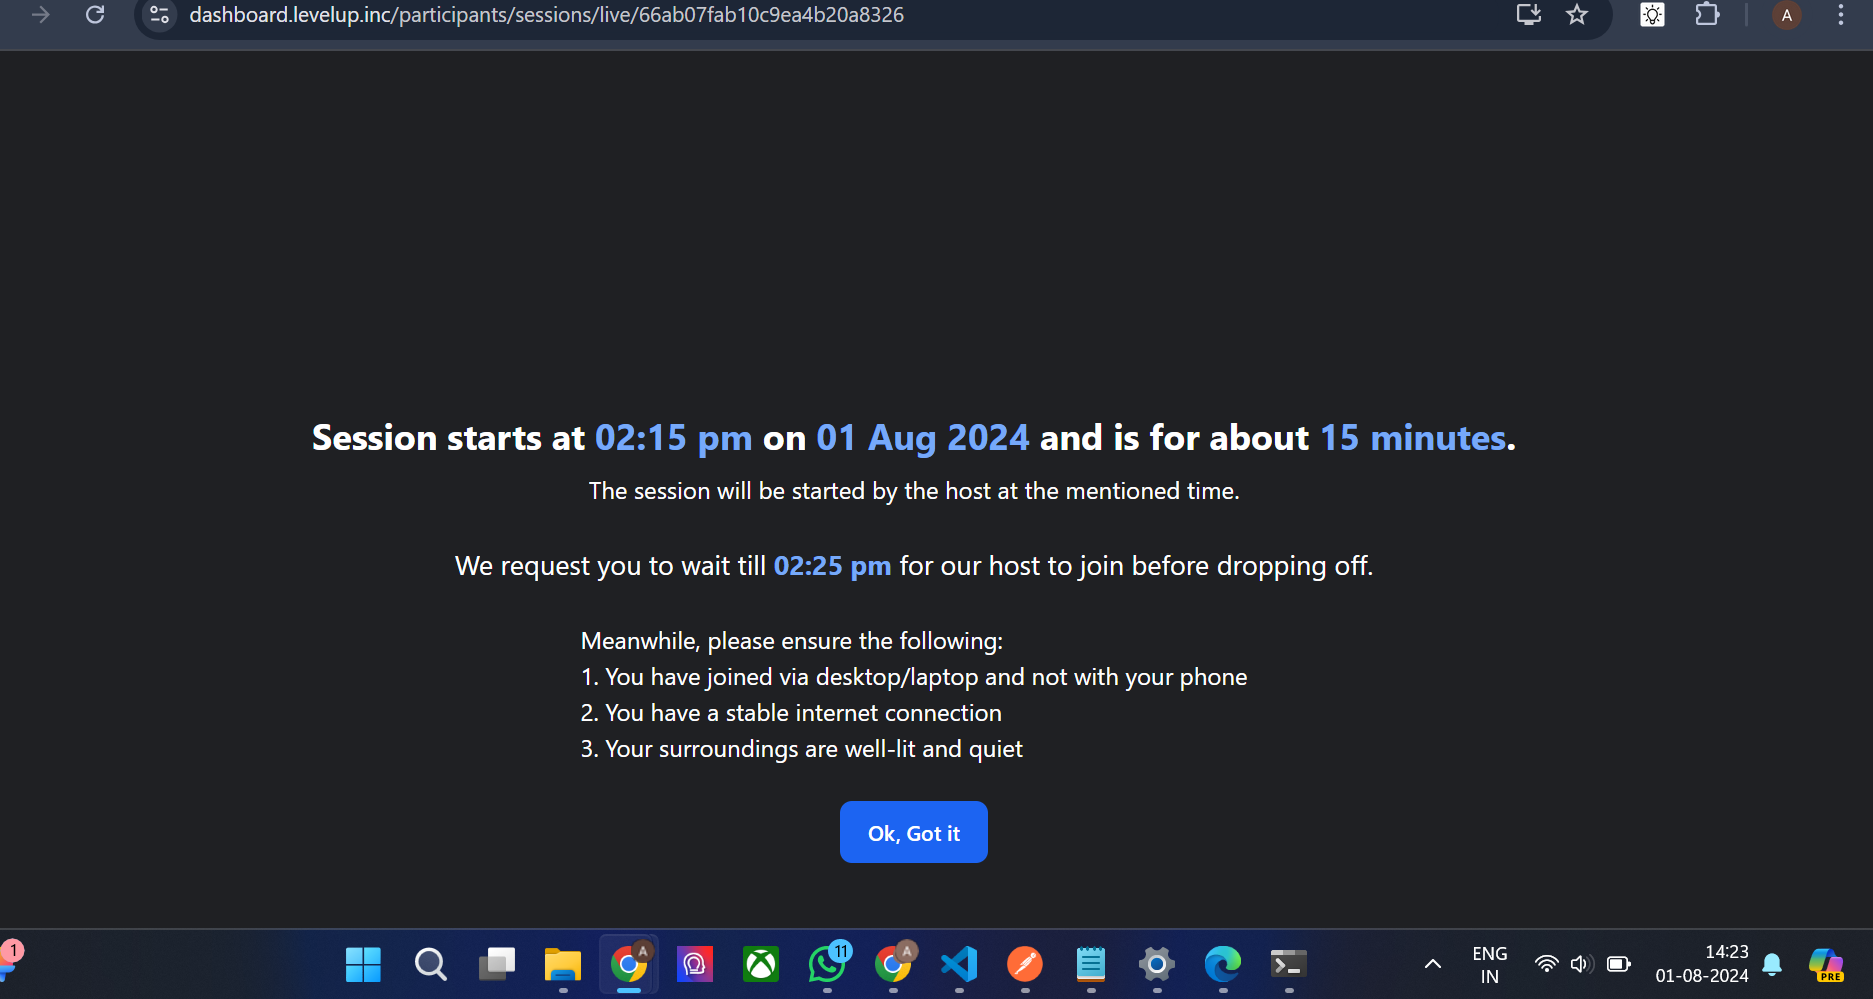 dashboard.levelup.inc/participants/sessions/live/66ab07fab10c9ea4b20a8326
A
Session starts at 02:15 pm on 01 Aug 2024 and is for about 15 minutes.
The session will be started by the host at the mentioned time.
We request you to wait till 02:25 pm for our host to join before dropping off.
Meanwhile, please ensure the following:
1. You have joined via desktop/laptop and not with your phone
2. You have a stable internet connection
3. Your surroundings are well-lit and quiet
Ok, Got it
1
A
11
A
ENG
IN
14:23
01-08-2024
PRE